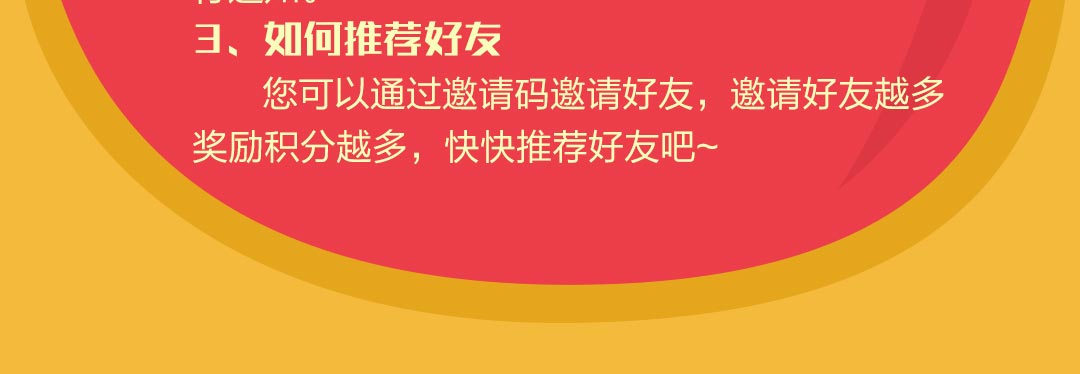 3、如何推荐好友
您可以通过邀请码邀请好友，邀请好友越多
奖励积分越多，快快推荐好友吧~